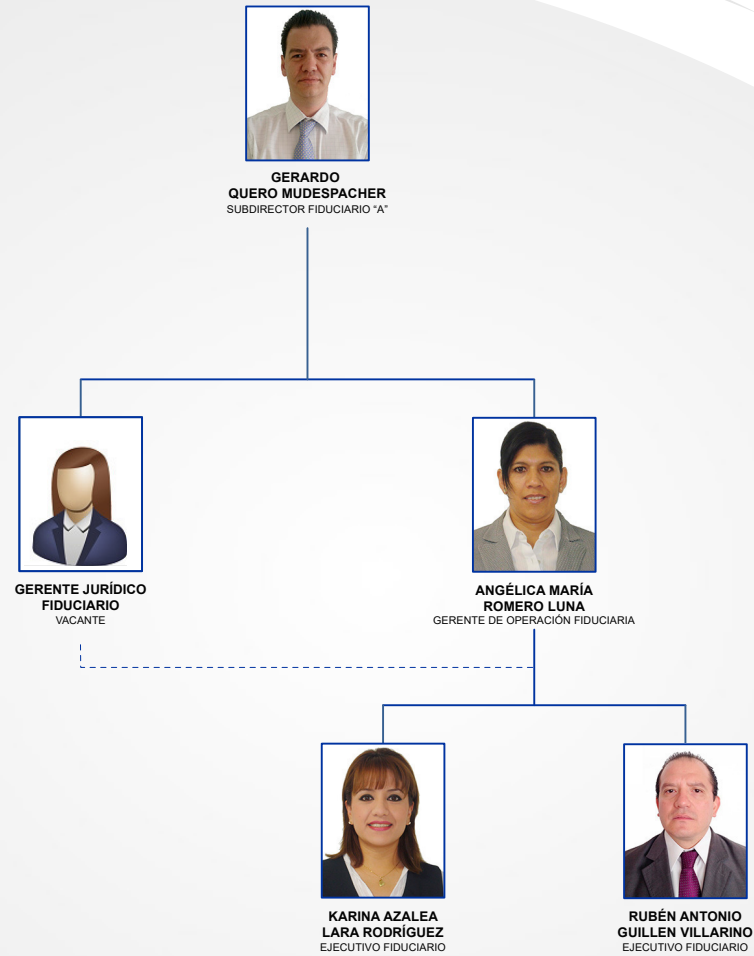 GERARDO
QUERO MUDESPACHER
SUBDIRECTOR FIDUCIARIO “A”
GERENTE JURÍDICO
FIDUCIARIO
VACANTE
ANGÉLICA MARÍA
ROMERO LUNA
GERENTE DE OPERACIÓN FIDUCIARIA
KARINA AZALEA
LARA RODRÍGUEZ
EJECUTIVO FIDUCIARIO
RUBÉN ANTONIO
GUILLEN VILLARINO
EJECUTIVO FIDUCIARIO